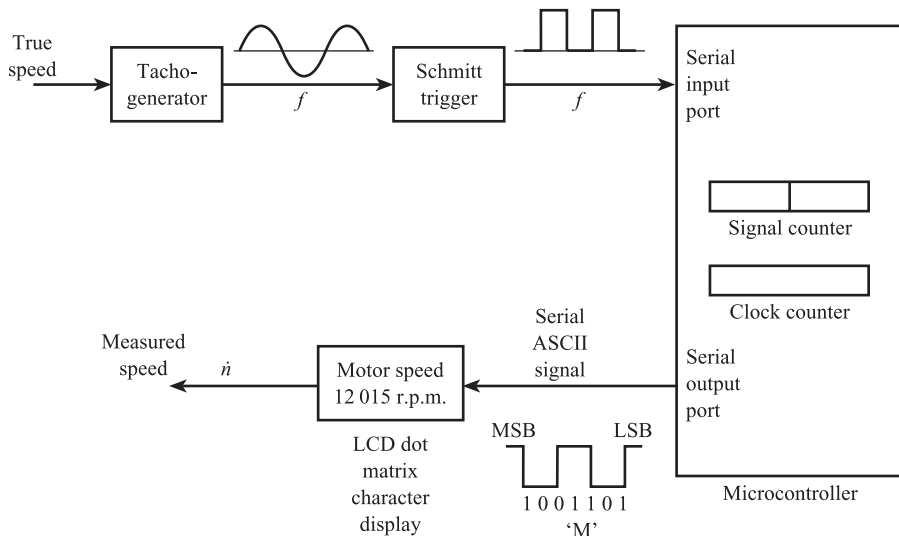 True
speed
Tacho-
generator
f
Schmitt
trigger
f
Serial
input
port
Signal counter
Clock counter
Serial
output
port
Microcontroller
Serial
ASCII
signal
Measured
speed
ṅ
Motor speed
12 015 r.p.m.
LCD dot
matrix
character
display
MSB
LSB
1 0 0 1 1 0 1
‘M’